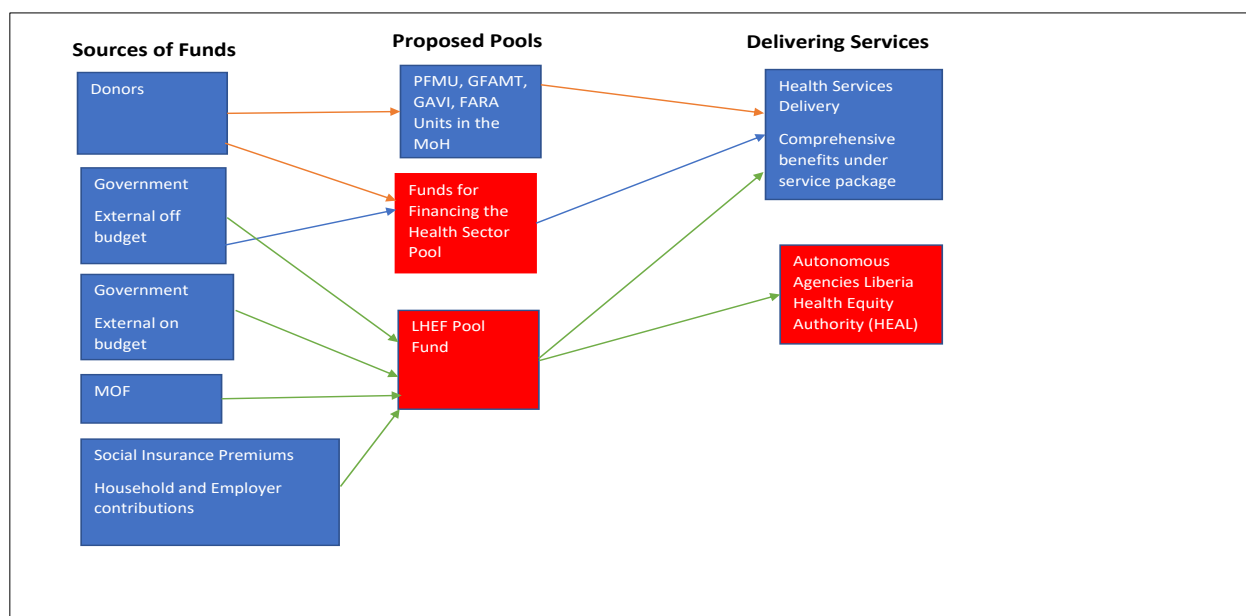 Sources of Funds
Proposed Pools
Delivering Services
Donors
Government
External off
budget
Government
External on
budget
MOF
Social Insurance Premiums
Household and Employer
contributions
PFMU, GFAMT,
GAVI, FARA
Units in the
MoH
Funds for
Financing the
Health Sector
Pool
LHEF Pool
Fund
Health Services
Delivery
Comprehensive
benefits under
service package
Autonomous
Agencies Liberia
Health Equity
Authority (HEAL)